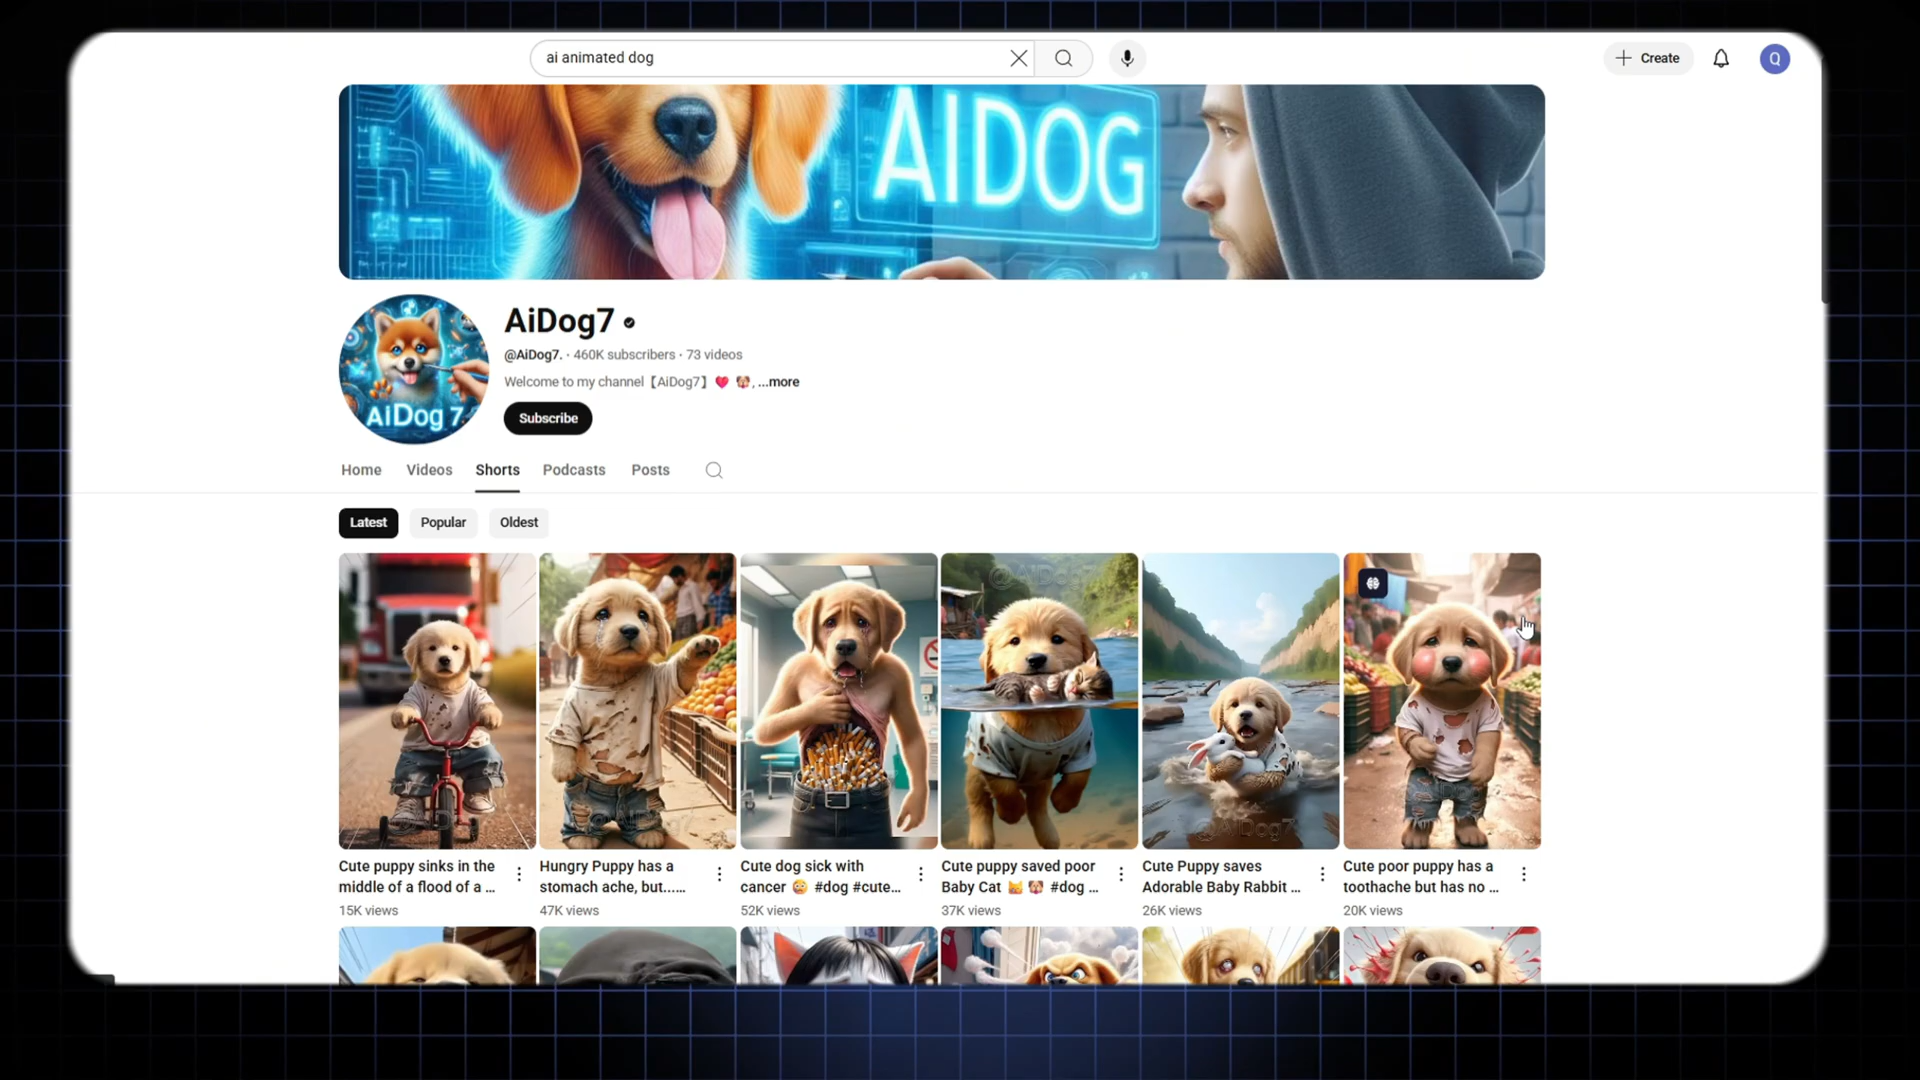 ai animated dog
Create
Q
AIDOG
AiDog 7
AiDog7
@AiDog7. · 460K subscribers · 73 videos
Welcome to my channel【AiDog7】❤️ 🐶, ...more
Subscribe
Home Videos Shorts Podcasts Posts
Latest Popular Oldest
@AiDog7
@AiDog7
@AiDog7
@AiDog7
Cute puppy sinks in the
middle of a flood of a ...
15K views
Hungry Puppy has a
stomach ache, but......
47K views
Cute dog sick with
cancer 😳 #dog #cute...
52K views
Cute puppy saved poor
Baby Cat 🐱 🐶 #dog ...
37K views
Cute Puppy saves
Adorable Baby Rabbit ...
26K views
Cute poor puppy has a
toothache but has no ...
20K views